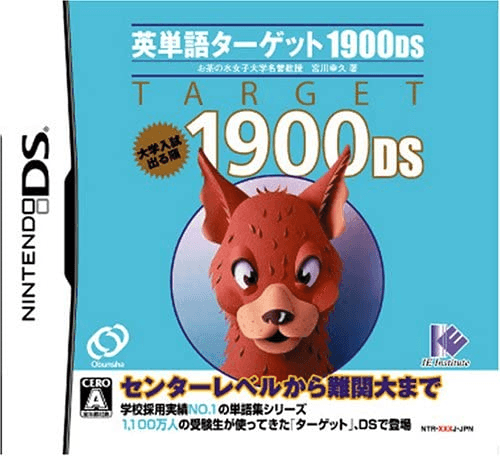 英単語ターゲット1900DS
お茶の水女子大学名誉教授 宮川幸久 著
TARGET
大学入試
出る順
1900DS
NINTENDO DS
Obunsha
IE Institute
CERO
A
センターレベルから難関大まで
学校採用実績NO.1の単語集シリーズ
1,100万人の受験生が使ってきた「ターゲット」、DSで登場
NTR-XXXJ-JPN